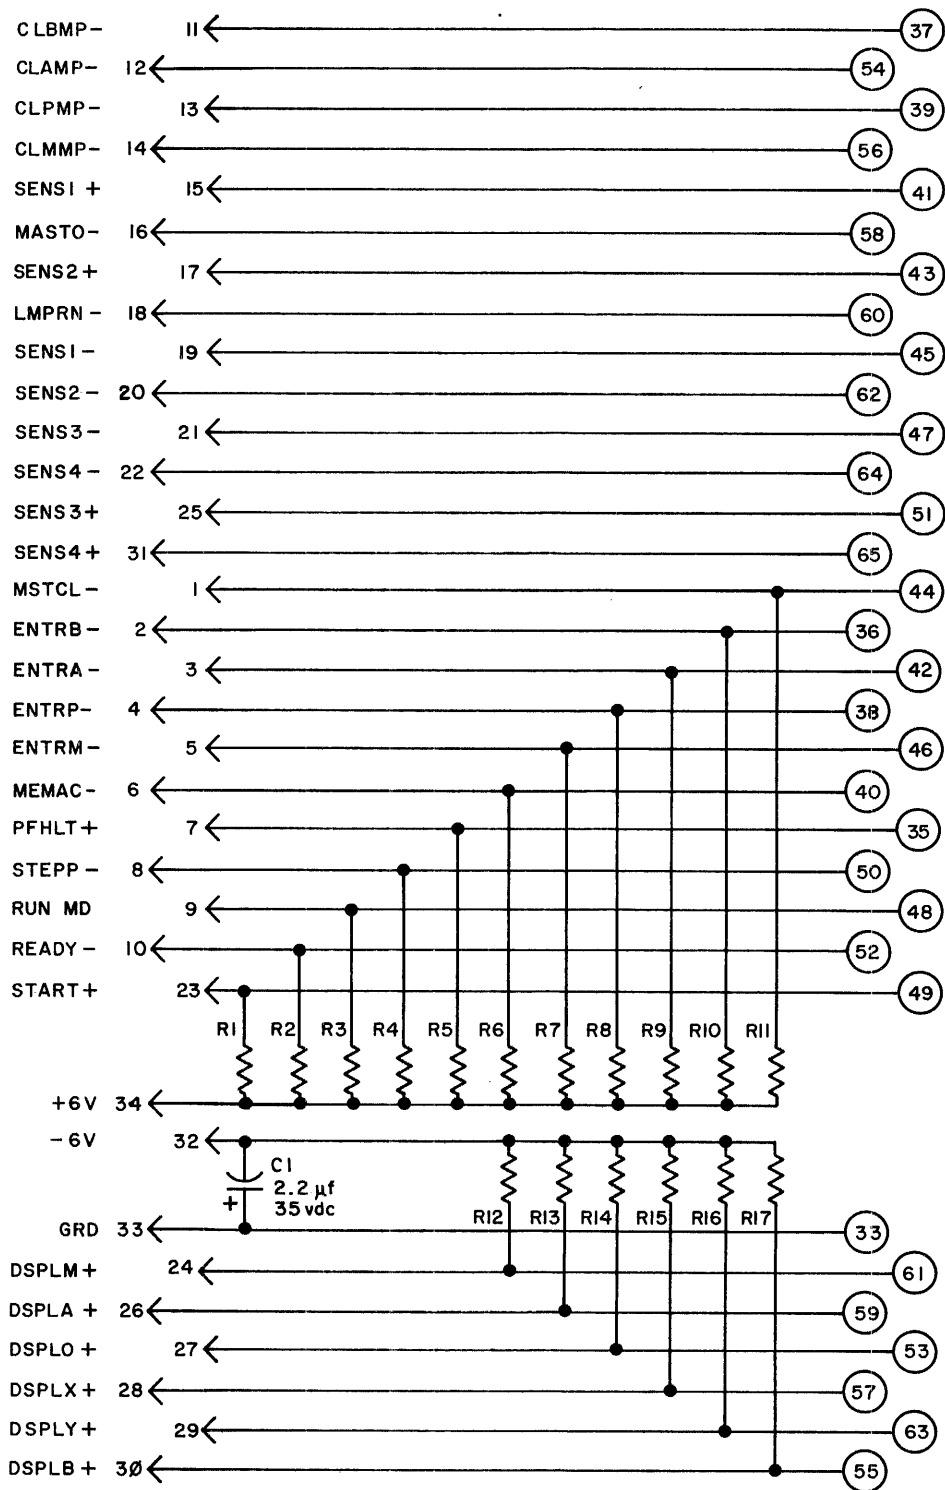 CLBMP- 11 37
CLAMP- 12 54
CLPMP- 13 39
CLMMP- 14 56
SENS1+ 15 41
MASTO- 16 58
SENS2+ 17 43
LMPRN- 18 60
SENS1- 19 45
SENS2- 20 62
SENS3- 21 47
SENS4- 22 64
SENS3+ 25 51
SENS4+ 31 65
MSTCL- 1 44
ENTRB- 2 36
ENTRA- 3 42
ENTRP- 4 38
ENTRM- 5 46
MEMAC- 6 40
PFHLT+ 7 35
STEPP- 8 50
RUN MD 9 48
READY- 10 52
START+ 23 49
R1 R2 R3 R4 R5 R6 R7 R8 R9 R10 R11
+6V 34
-6V 32
C1
2.2 µf
+ 35 vdc
R12 R13 R14 R15 R16 R17
GRD 33 33
DSPLM+ 24 61
DSPLA+ 26 59
DSPLO+ 27 53
DSPLX+ 28 57
DSPLY+ 29 63
DSPLB+ 3Ø 55